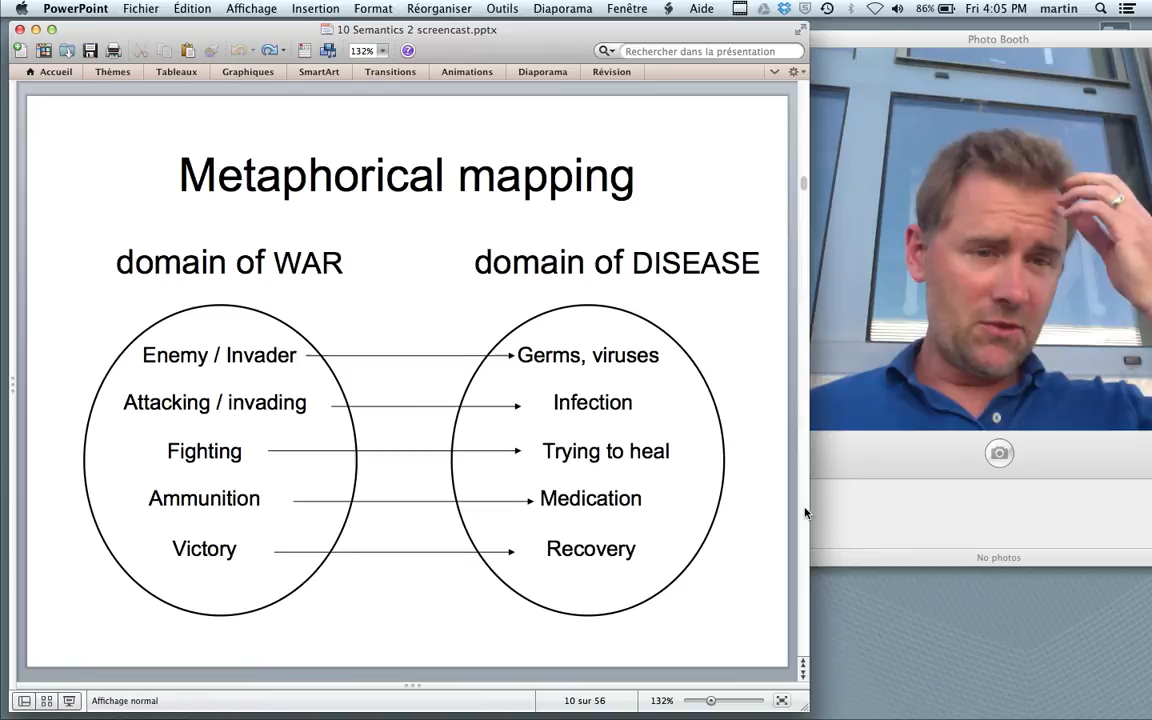 PowerPoint Fichier Édition Affichage Insertion Format Réorganiser Outils Diaporama Fenêtre Aide 86% Fri 4:05 PM martin
10 Semantics 2 screencast.pptx
Photo Booth
132% Rechercher dans la présentation
Accueil Thèmes Tableaux Graphiques SmartArt Transitions Animations Diaporama Révision
Metaphorical mapping
domain of WAR domain of DISEASE
Enemy / Invader Germs, viruses
Attacking / invading Infection
Fighting Trying to heal
Ammunition Medication
Victory Recovery
No photos
Affichage normal 10 sur 56 132%